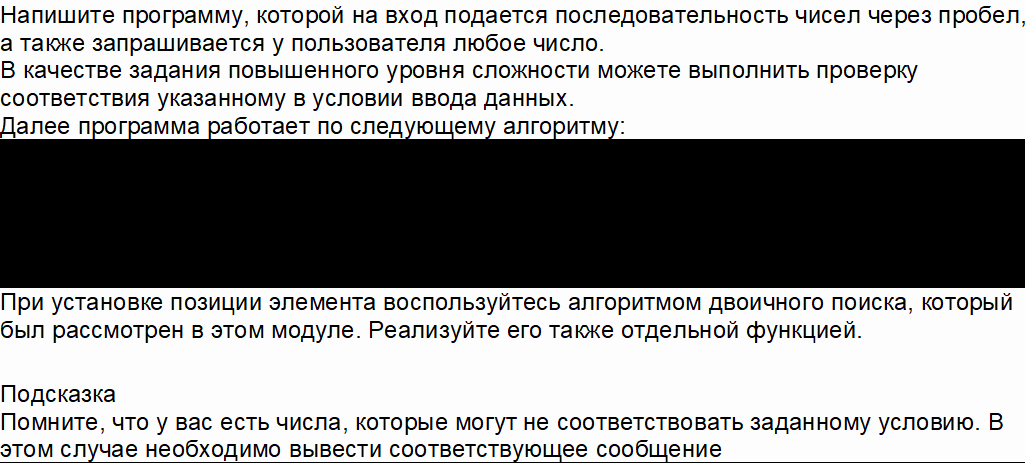 Напишите программу, которой на вход подается последовательность чисел через пробел,
а также запрашивается у пользователя любое число.
В качестве задания повышенного уровня сложности можете выполнить проверку
соответствия указанному в условии ввода данных.
Далее программа работает по следующему алгоритму:
При установке позиции элемента воспользуйтесь алгоритмом двоичного поиска, который
был рассмотрен в этом модуле. Реализуйте его также отдельной функцией.
Подсказка
Помните, что у вас есть числа, которые могут не соответствовать заданному условию. В
этом случае необходимо вывести соответствующее сообщение